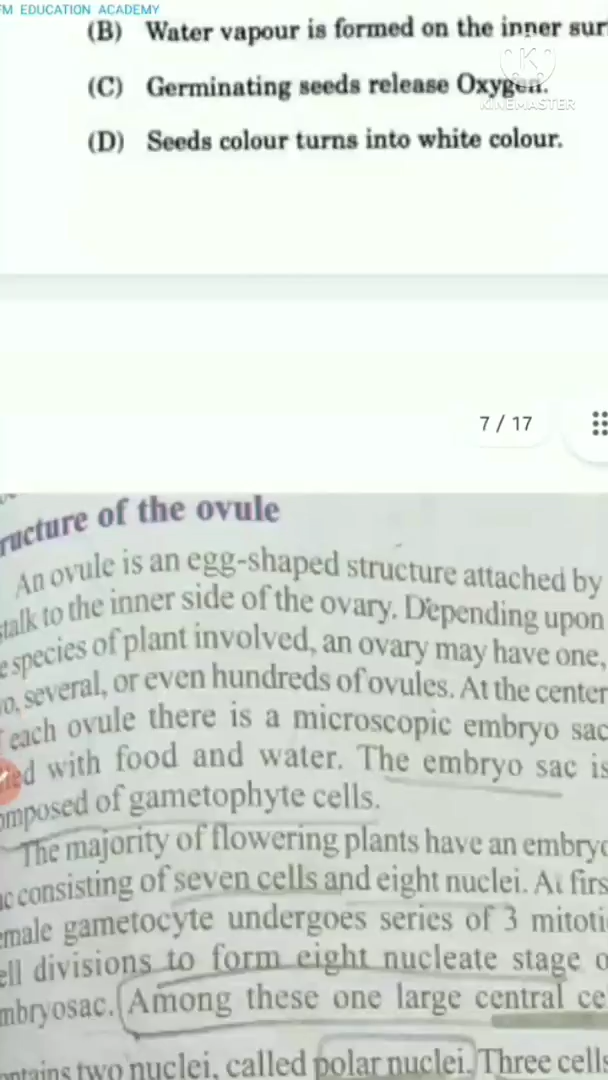 FM EDUCATION ACADEMY
(B) Water vapour is formed on the inner sur
(C) Germinating seeds release Oxygen.
KINEMASTER
(D) Seeds colour turns into white colour.
7 / 17
ructure of the ovule
An ovule is an egg-shaped structure attached by
stalk to the inner side of the ovary. Depending upon
e species of plant involved, an ovary may have one,
o, several, or even hundreds of ovules. At the center
f each ovule there is a microscopic embryo sac
ed with food and water. The embryo sac is
omposed of gametophyte cells.
The majority of flowering plants have an embryo
ac consisting of seven cells and eight nuclei. At firs
emale gametocyte undergoes series of 3 mitoti
ell divisions to form eight nucleate stage o
mbryosac. Among these one large central ce
ontains two nuclei, called polar nuclei. Three cells